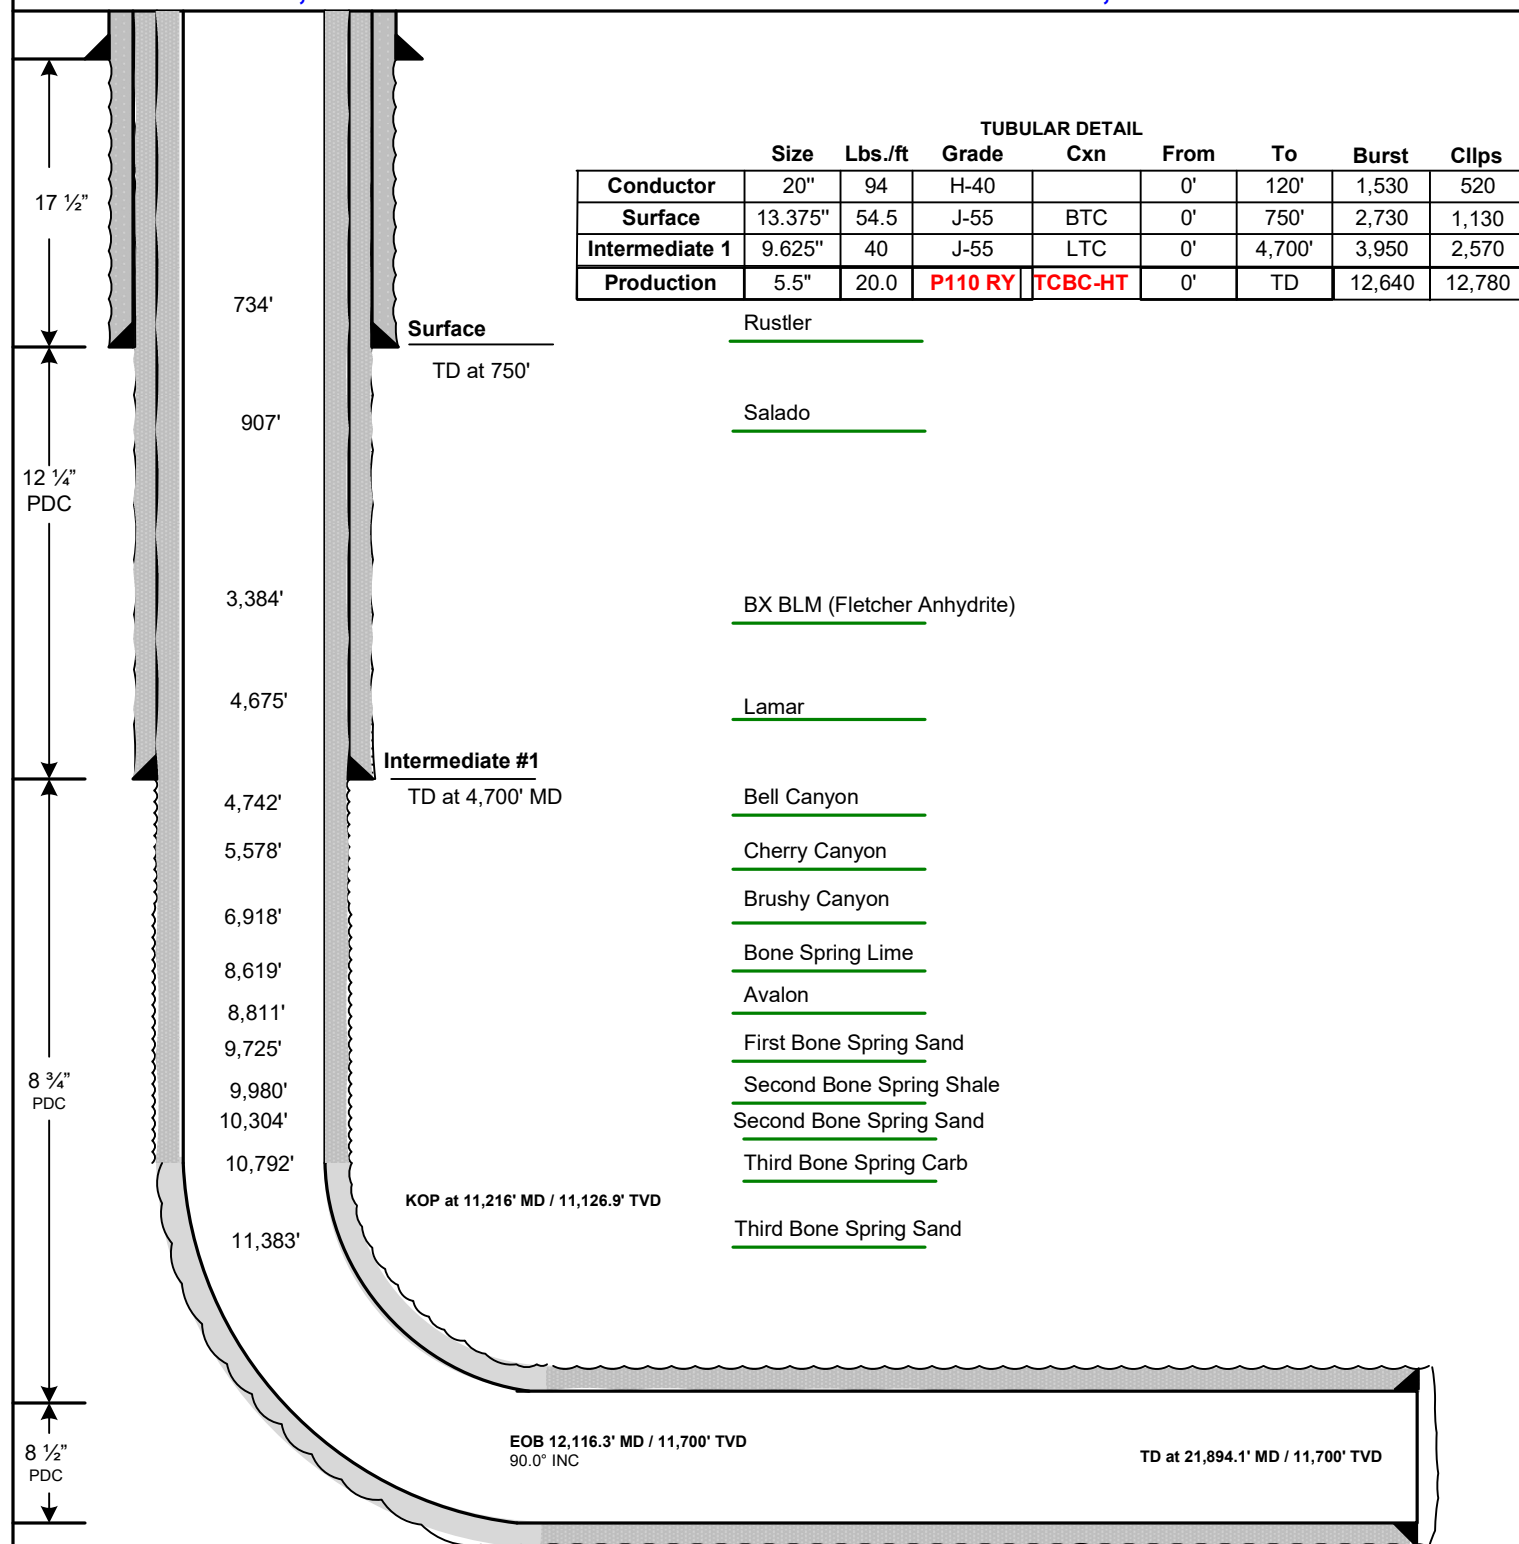 TUBULAR DETAIL
Size Lbs./ft Grade Cxn From To Burst Cllps
Conductor 20" 94 H-40 0' 120' 1,530 520
Surface 13.375" 54.5 J-55 BTC 0' 750' 2,730 1,130
Intermediate 1 9.625" 40 J-55 LTC 0' 4,700' 3,950 2,570
Production 5.5" 20.0 P110 RY TCBC-HT 0' TD 12,640 12,780
17 ½”
734'
Surface
Rustler
TD at 750'
907'
Salado
12 ¼”
PDC
3,384'
BX BLM (Fletcher Anhydrite)
4,675'
Lamar
Intermediate #1
TD at 4,700' MD
4,742'
Bell Canyon
5,578'
Cherry Canyon
6,918'
Brushy Canyon
8,619'
Bone Spring Lime
8,811'
Avalon
9,725'
First Bone Spring Sand
8 ¾”
PDC
9,980'
Second Bone Spring Shale
10,304'
Second Bone Spring Sand
10,792'
Third Bone Spring Carb
KOP at 11,216' MD / 11,126.9' TVD
11,383'
Third Bone Spring Sand
8 ½”
PDC
EOB 12,116.3' MD / 11,700' TVD
90.0° INC
TD at 21,894.1' MD / 11,700' TVD